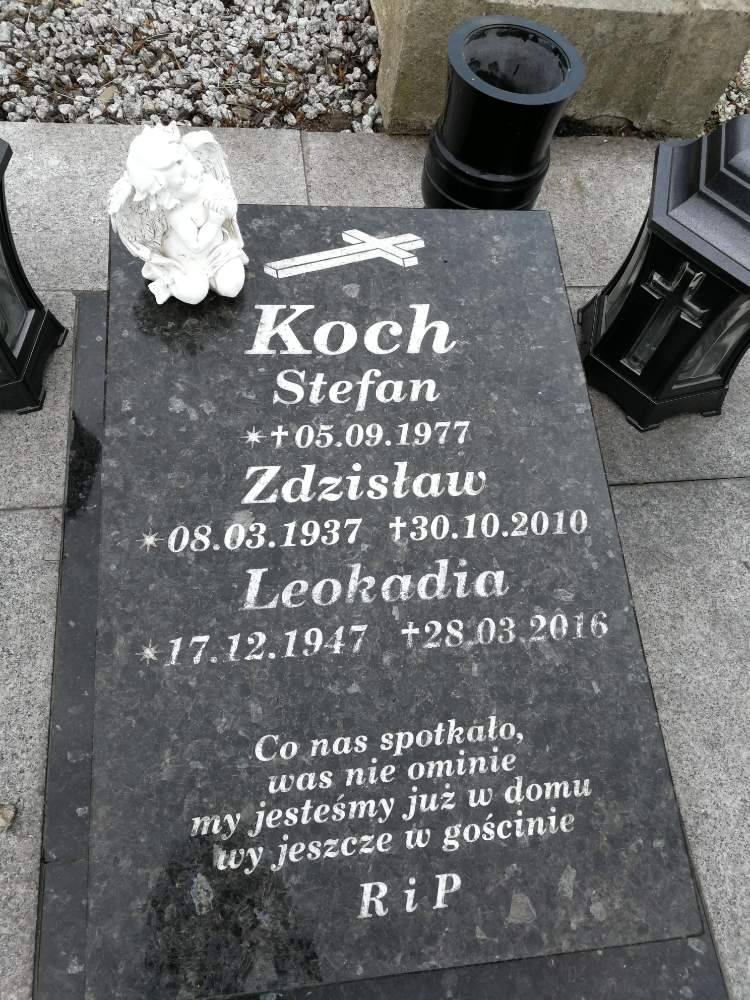 Koch
Stefan
*†05.09.1977
Zdzisław
*08.03.1937 †30.10.2010
Leokadia
*17.12.1947 †28.03.2016
Co nas spotkało,
was nie ominie
my jesteśmy już w domu
wy jeszcze w gościnie
R i P